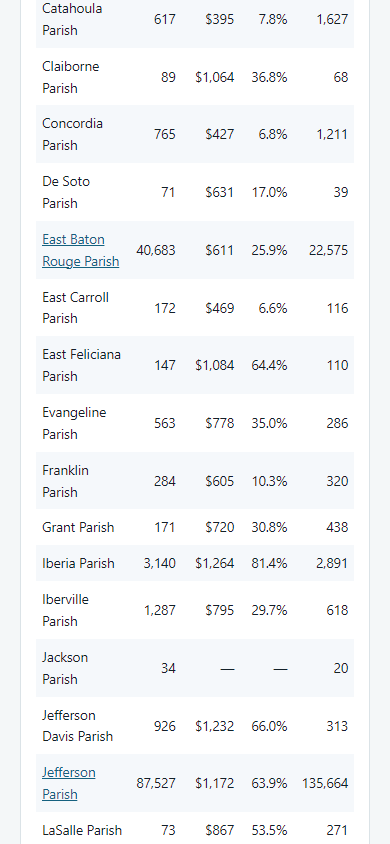 Catahoula Parish 617 $395 7.8% 1,627
Claiborne Parish 89 $1,064 36.8% 68
Concordia Parish 765 $427 6.8% 1,211
De Soto Parish 71 $631 17.0% 39
East Baton Rouge Parish 40,683 $611 25.9% 22,575
East Carroll Parish 172 $469 6.6% 116
East Feliciana Parish 147 $1,084 64.4% 110
Evangeline Parish 563 $778 35.0% 286
Franklin Parish 284 $605 10.3% 320
Grant Parish 171 $720 30.8% 438
Iberia Parish 3,140 $1,264 81.4% 2,891
Iberville Parish 1,287 $795 29.7% 618
Jackson Parish 34 — — 20
Jefferson Davis Parish 926 $1,232 66.0% 313
Jefferson Parish 87,527 $1,172 63.9% 135,664
LaSalle Parish 73 $867 53.5% 271